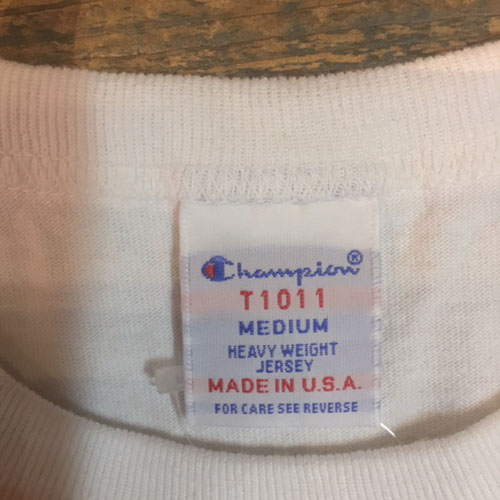 Champion®
T1011
MEDIUM
HEAVY WEIGHT
JERSEY
MADE IN U.S.A.
FOR CARE SEE REVERSE